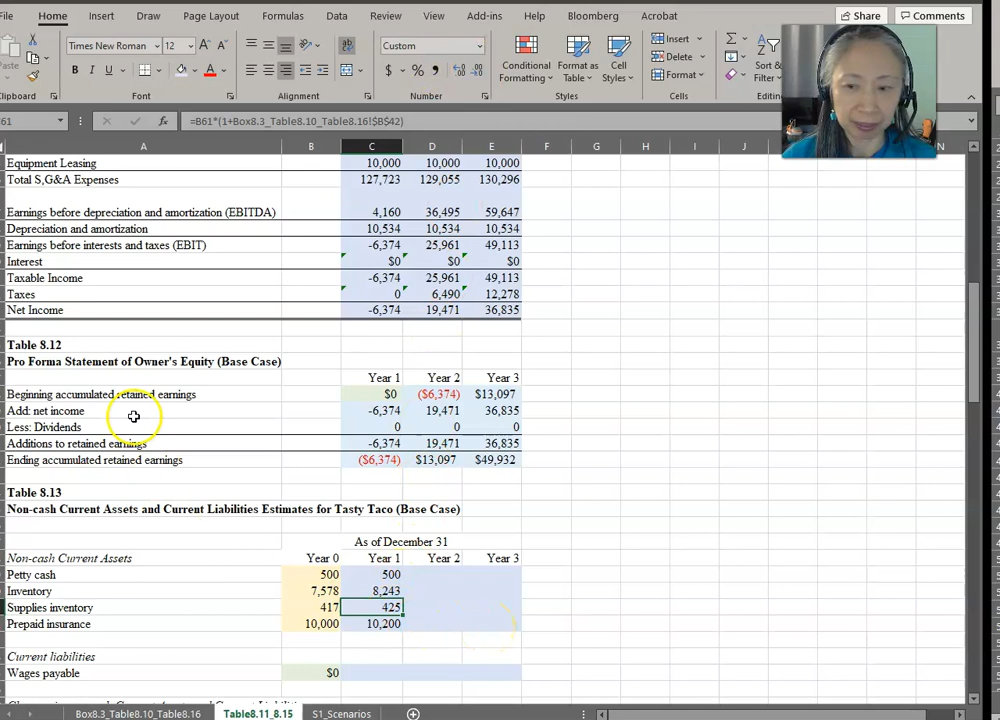 File Home Insert Draw Page Layout Formulas Data Review View Add-ins Help Bloomberg Acrobat Share Comments
Times New Roman 12 A A ab Custom Insert Σ
Paste B I U A $ % 9 Conditional Formatting Format as Table Cell Styles Delete Format Sort & Filter
Clipboard Font Alignment Number Styles Cells Editing
C61 fx =B61*(1+Box8.3_Table8.10_Table8.16!$B$42)
A B C D E F G H I J K N
Equipment Leasing 10,000 10,000 10,000
Total S,G&A Expenses 127,723 129,055 130,296
Earnings before depreciation and amortization (EBITDA) 4,160 36,495 59,647
Depreciation and amortization 10,534 10,534 10,534
Earnings before interests and taxes (EBIT) -6,374 25,961 49,113
Interest $0 $0 $0
Taxable Income -6,374 25,961 49,113
Taxes 0 6,490 12,278
Net Income -6,374 19,471 36,835
Table 8.12
Pro Forma Statement of Owner's Equity (Base Case)
Year 1 Year 2 Year 3
Beginning accumulated retained earnings $0 ($6,374) $13,097
Add: net income -6,374 19,471 36,835
Less: Dividends 0 0 0
Additions to retained earnings -6,374 19,471 36,835
Ending accumulated retained earnings ($6,374) $13,097 $49,932
Table 8.13
Non-cash Current Assets and Current Liabilities Estimates for Tasty Taco (Base Case)
As of December 31
Non-cash Current Assets Year 0 Year 1 Year 2 Year 3
Petty cash 500 500
Inventory 7,578 8,243
Supplies inventory 417 425
Prepaid insurance 10,000 10,200
Current liabilities
Wages payable $0
Box8.3_Table8.10_Table8.16 Table8.11_8.15 S1_Scenarios